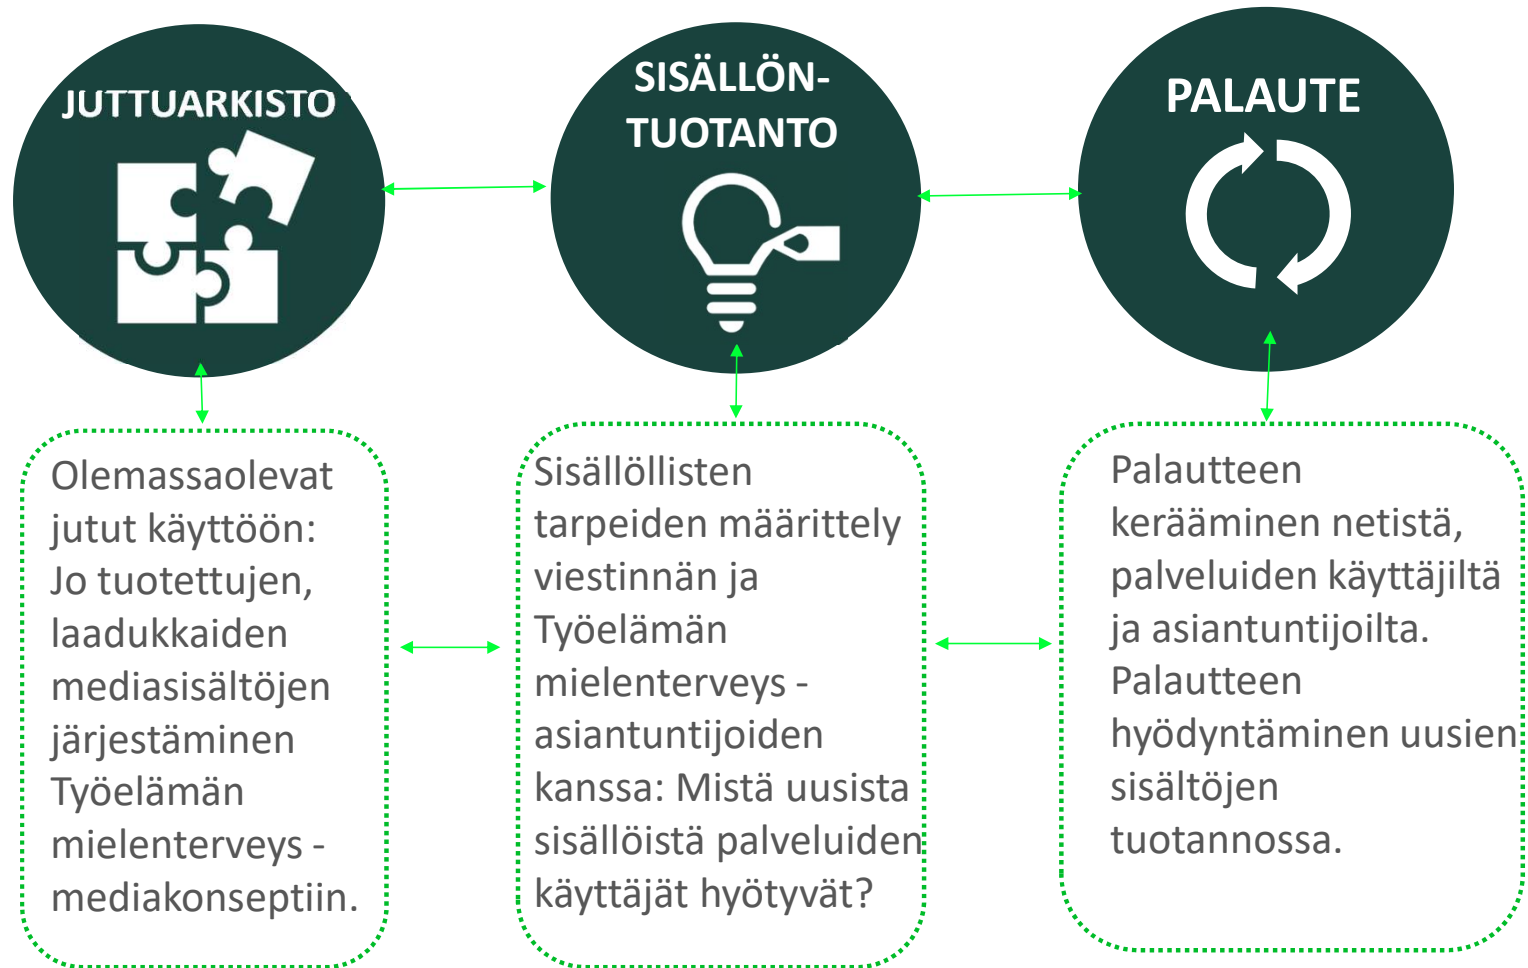 JUTTUARKISTO
SISÄLLÖN-
TUOTANTO
PALAUTE
Olemassaolevat
jutut käyttöön:
Jo tuotettujen,
laadukkaiden
mediasisältöjen
järjestäminen
Työelämän
mielenterveys -
mediakonseptiin.
Sisällöllisten
tarpeiden määrittely
viestinnän ja
Työelämän
mielenterveys -
asiantuntijoiden
kanssa: Mistä uusista
sisällöistä palveluiden
käyttäjät hyötyvät?
Palautteen
kerääminen netistä,
palveluiden käyttäjiltä
ja asiantuntijoilta.
Palautteen
hyödyntäminen uusien
sisältöjen
tuotannossa.